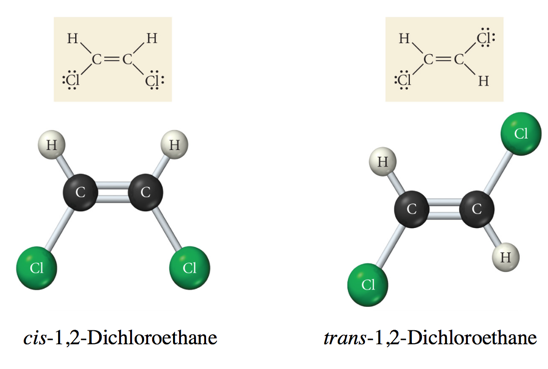 H H
C=C
:Cl Cl:
H Cl:
C=C
:Cl H
H H
C C
Cl Cl
Cl
H
C C
H
Cl
cis-1,2-Dichloroethane
trans-1,2-Dichloroethane